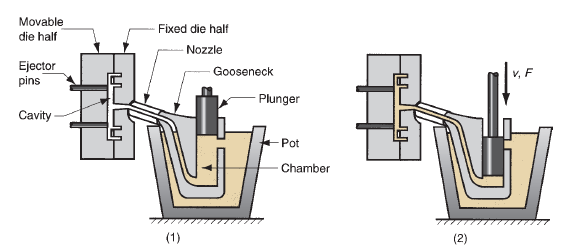 Movable
die half
Fixed die half
Nozzle
Ejector
pins
Gooseneck
Plunger
Cavity
Pot
Chamber
(1)
v, F
(2)